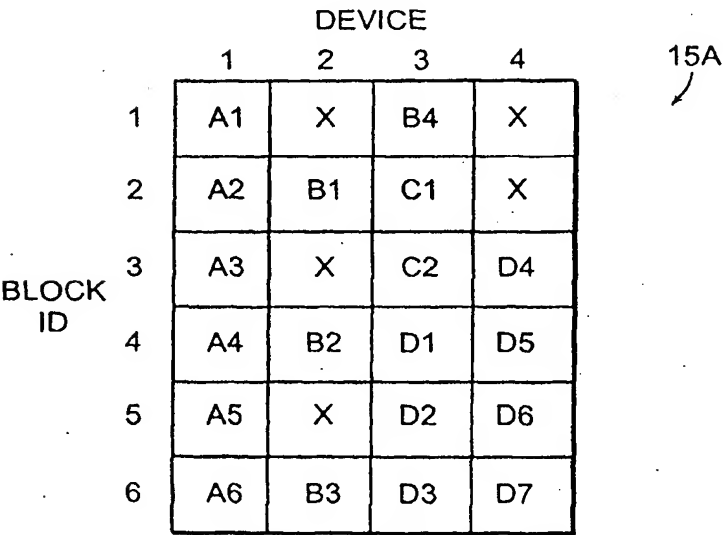 DEVICE
1 2 3 4
15A
1 A1 X B4 X
2 A2 B1 C1 X
BLOCK
ID
3 A3 X C2 D4
4 A4 B2 D1 D5
5 A5 X D2 D6
6 A6 B3 D3 D7